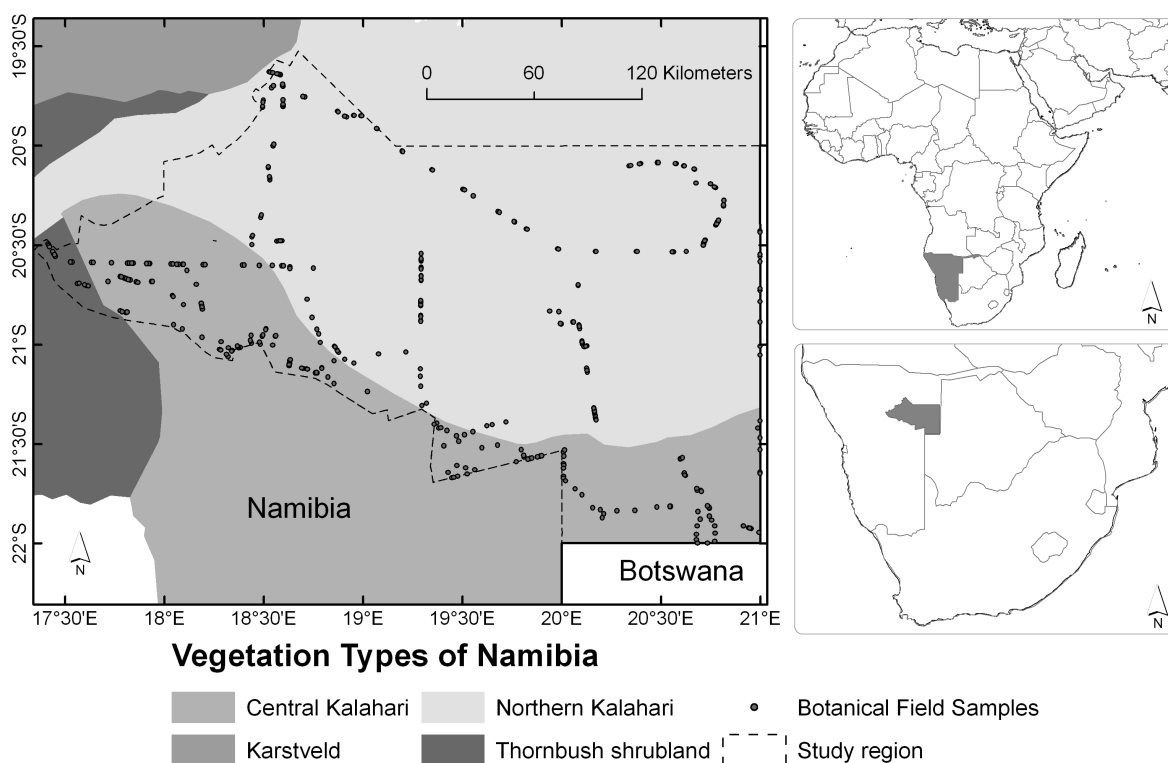 19°30'S
20°S
20°30'S
21°S
21°30'S
22°S
0 60 120 Kilometers
Namibia
Botswana
N
17°30'E 18°E 18°30'E 19°E 19°30'E 20°E 20°30'E 21°E
N
N
Vegetation Types of Namibia
Central Kalahari Northern Kalahari Botanical Field Samples
Karstveld Thornbush shrubland Study region